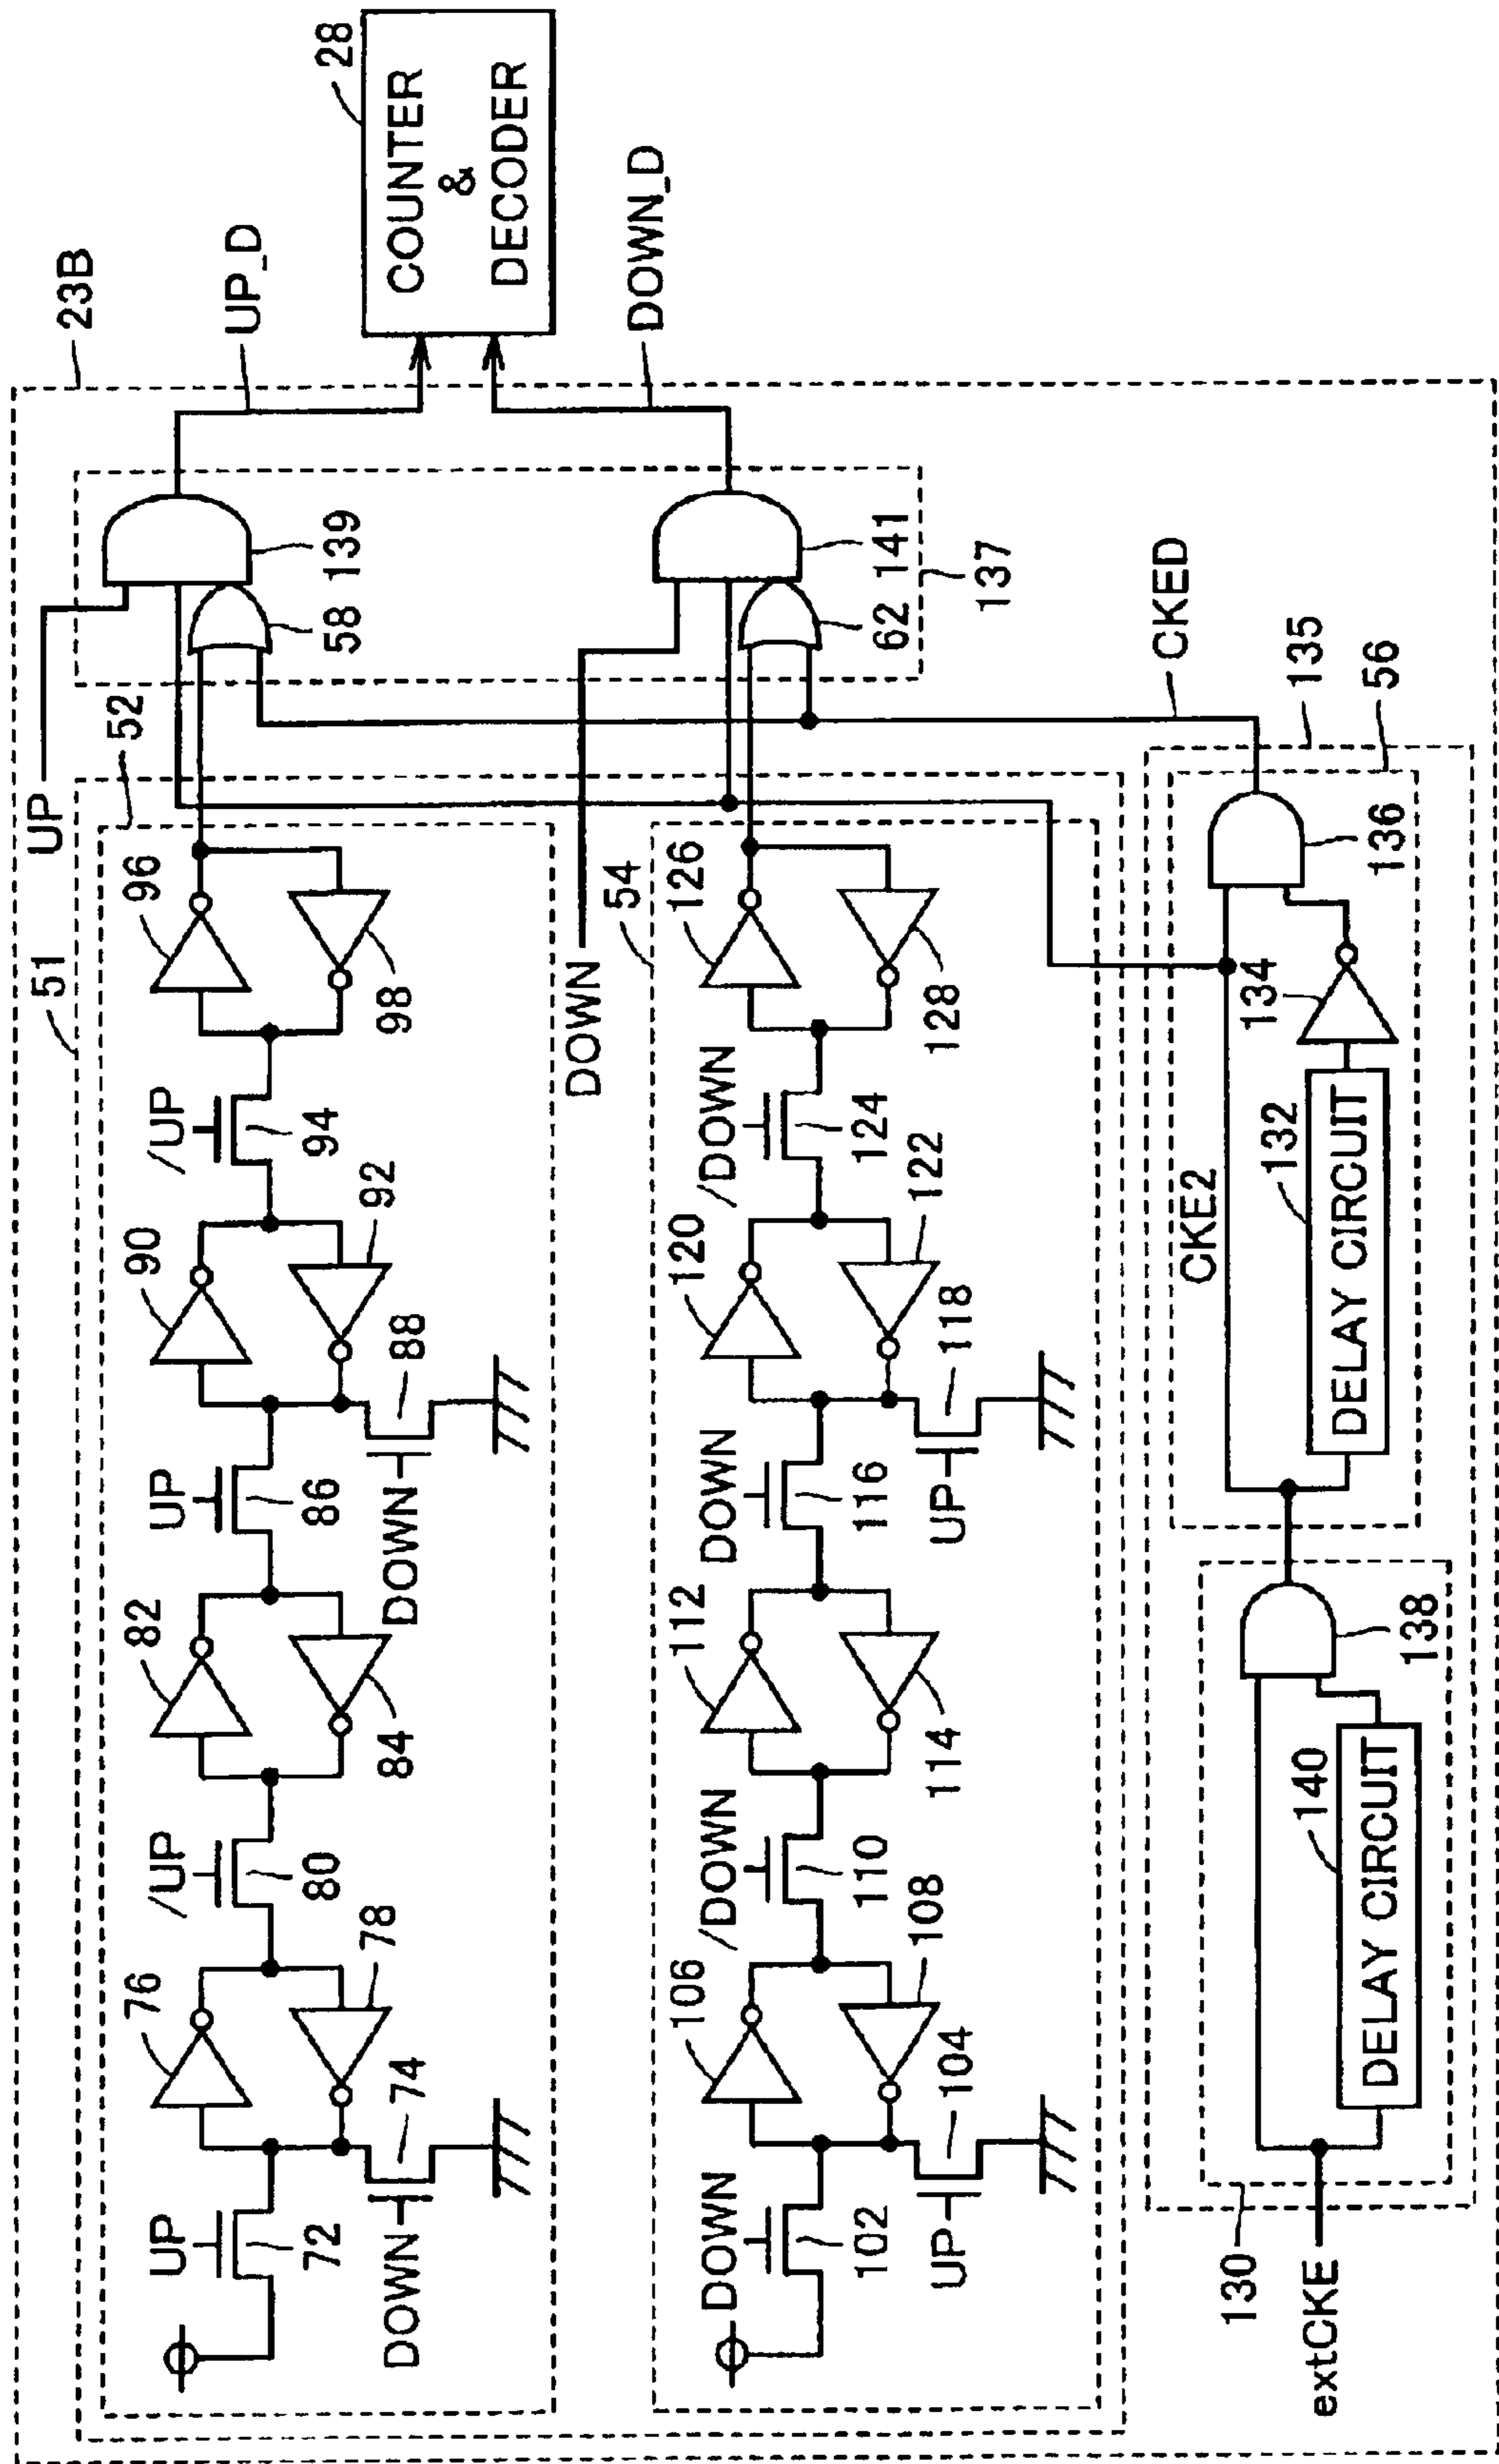 23B
51
52
UP
UP_D
28
COUNTER
&
DECODER
DOWN_D
UP
72
76
78
74
DOWN
/UP
80
82
84
UP
86
90
92
88
DOWN
/UP
94
96
98
58
139
DOWN
54
DOWN
102
106
108
104
UP
/DOWN
110
112
114
DOWN
116
120
122
118
UP
/DOWN
124
126
128
62
141
137
CKED
135
56
130
extCKE
140
DELAY CIRCUIT
138
CKE2
132
DELAY CIRCUIT
134
136